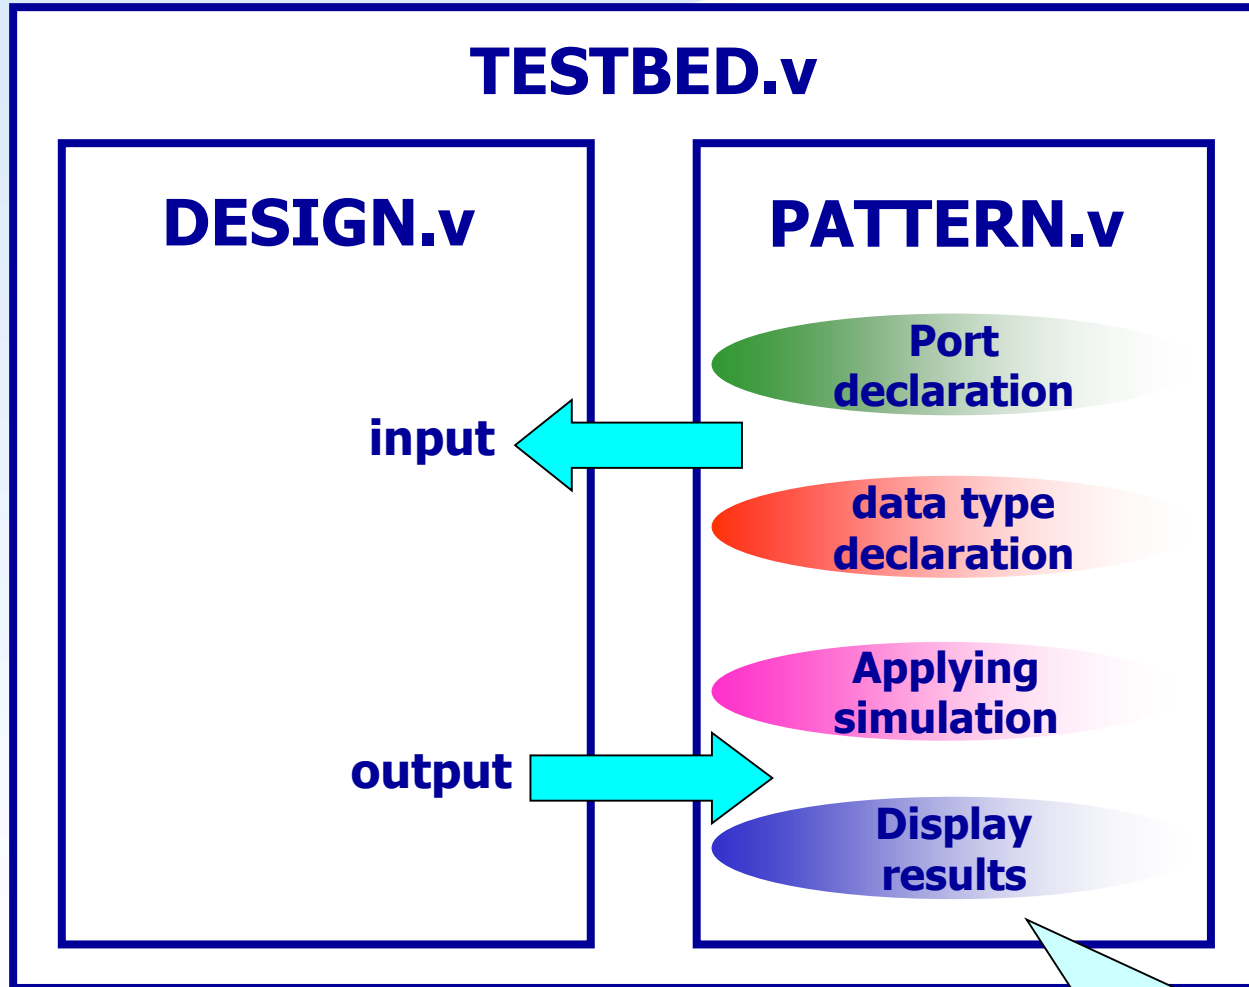 TESTBED.v
DESIGN.v
PATTERN.v
Port
declaration
input
data type
declaration
Applying
simulation
output
Display
results